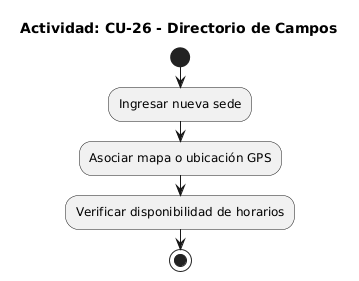 Actividad: CU-26 - Directorio de Campos
Ingresar nueva sede
Asociar mapa o ubicación GPS
Verificar disponibilidad de horarios